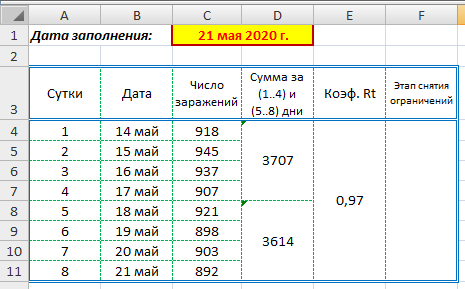 A B C D E F
1 Дата заполнения: 21 мая 2020 г.
2
3 Сутки Дата Число заражений Сумма за (1..4) и (5..8) дни Коэф. Rt Этап снятия ограничений
4 1 14 май 918 3707 0,97
5 2 15 май 945
6 3 16 май 937
7 4 17 май 907
8 5 18 май 921 3614
9 6 19 май 898
10 7 20 май 903
11 8 21 май 892